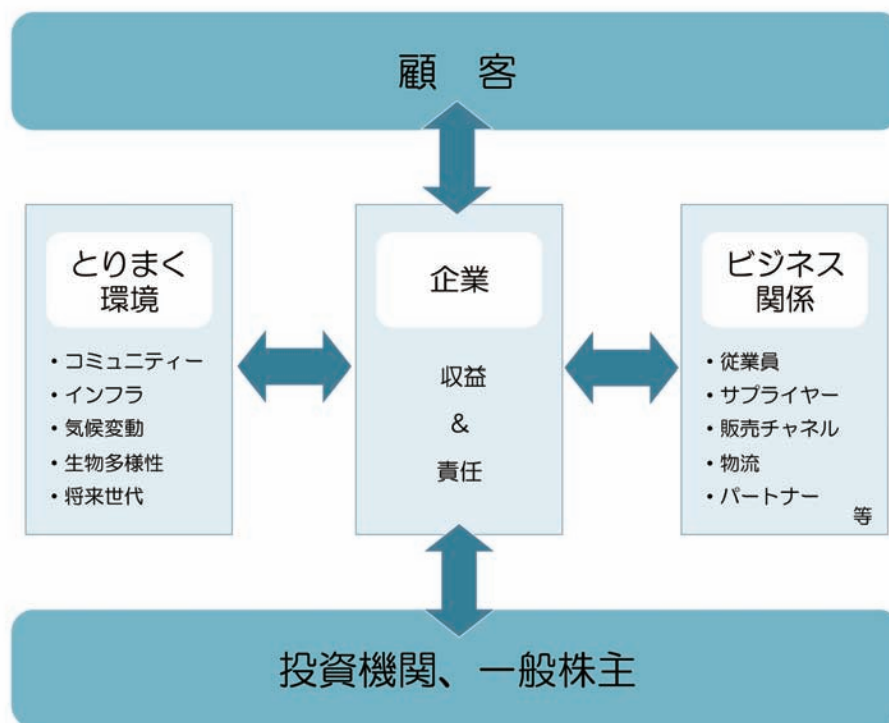 顧　客
とりまく
環境
・コミュニティー
・インフラ
・気候変動
・生物多様性
・将来世代
企業
収益
&
責任
ビジネス
関係
・従業員
・サプライヤー
・販売チャネル
・物流
・パートナー
等
投資機関、一般株主